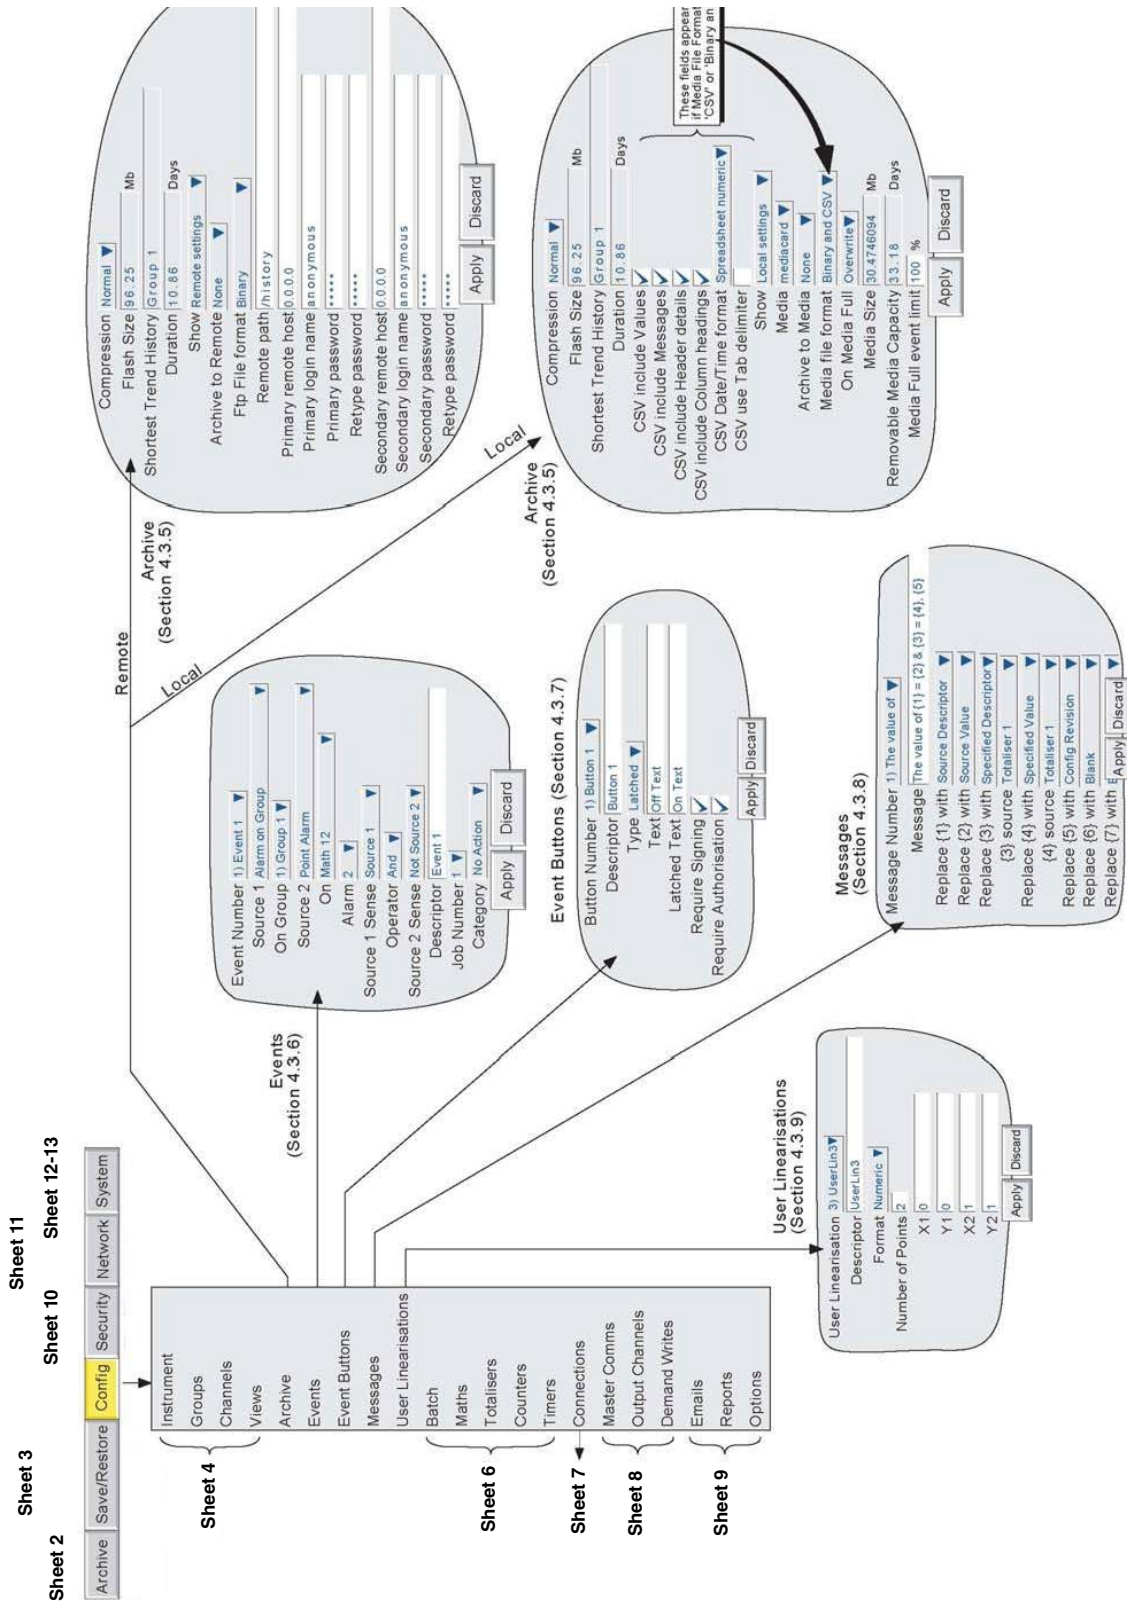 Sheet 2
Sheet 3
Sheet 10
Sheet 11
Sheet 12-13
Archive
Save/Restore
Config
Security
Network
System
Instrument
Groups
Channels
Views
Archive
Events
Event Buttons
Messages
User Linearisations
Batch
Maths
Totalisers
Counters
Timers
Connections
Master Comms
Output Channels
Demand Writes
Emails
Reports
Options
Sheet 4
Sheet 6
Sheet 7
Sheet 8
Sheet 9
Remote
Local
Archive
(Section 4.3.5)
Compression Normal
Flash Size 96.25 Mb
Shortest Trend History Group 1
Duration 10.86 Days
Show Remote settings
Archive to Remote None
Ftp File format Binary
Remote path /history
Primary remote host 0.0.0.0
Primary login name anonymous
Primary password *****
Retype password *****
Secondary remote host 0.0.0.0
Secondary login name anonymous
Secondary password *****
Retype password *****
Apply Discard
Local
Archive
(Section 4.3.5)
Compression Normal
Flash Size 96.25 Mb
Shortest Trend History Group 1
Duration 10.86 Days
CSV include Values
CSV include Messages
CSV include Header details
CSV include Column headings
CSV Date/Time format Spreadsheet numeric
CSV use Tab delimiter
Show Local settings
Media mediacard
Archive to Media None
Media file format Binary and CSV
On Media Full Overwrite
Media Size 30.4746094 Mb
Removable Media Capacity 33.18 Days
Media Full event limit 100 %
Apply Discard
These fields appear
if Media File Format
'CSV' or 'Binary an
Events
(Section 4.3.6)
Event Number 1) Event 1
Source 1 Alarm on Group
On Group 1) Group 1
Source 2 Point Alarm
On Math 12
Alarm 2
Source 1 Sense Source 1
Operator And
Source 2 Sense Not Source 2
Descriptor Event 1
Job Number 1
Category No Action
Apply Discard
Event Buttons (Section 4.3.7)
Button Number 1) Button 1
Descriptor Button 1
Type Latched
Text Off Text
Latched Text On Text
Require Signing
Require Authorisation
Apply Discard
Messages
(Section 4.3.8)
Message Number 1) The value of
Message The value of {1} = {2} & {3} = {4}. {5}
Replace {1} with Source Descriptor
Replace {2} with Source Value
Replace {3} with Specified Descriptor
{3} source Totaliser 1
Replace {4} with Specified Value
{4} source Totaliser 1
Replace {5} with Config Revision
Replace {6} with Blank
Replace {7} with
Apply Discard
User Linearisations
(Section 4.3.9)
User Linearisation 3) UserLin3
Descriptor UserLin3
Format Numeric
Number of Points 2
X1 0
Y1 0
X2 1
Y2 1
Apply Discard